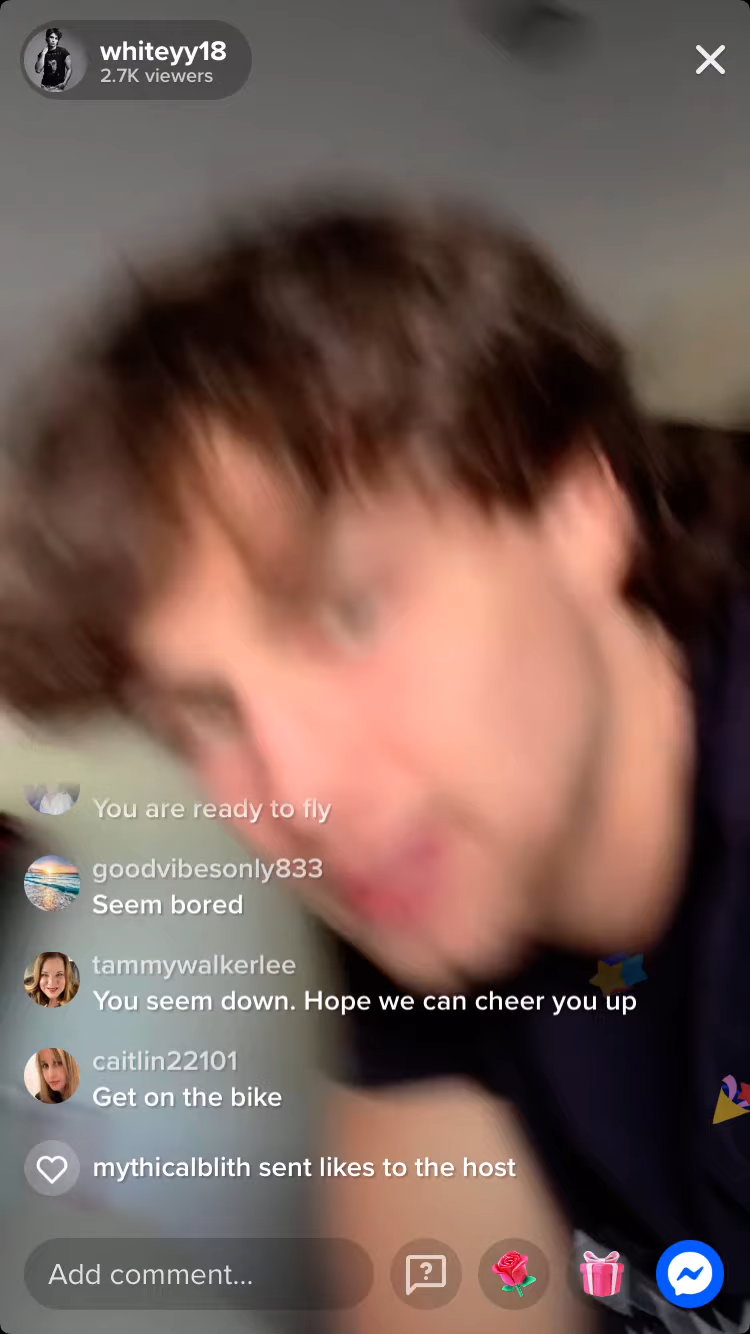 whiteyy18
2.7K viewers
You are ready to fly
goodvibesonly833
Seem bored
tammywalkerlee
You seem down. Hope we can cheer you up
caitlin22101
Get on the bike
mythicalblith sent likes to the host
Add comment...
?